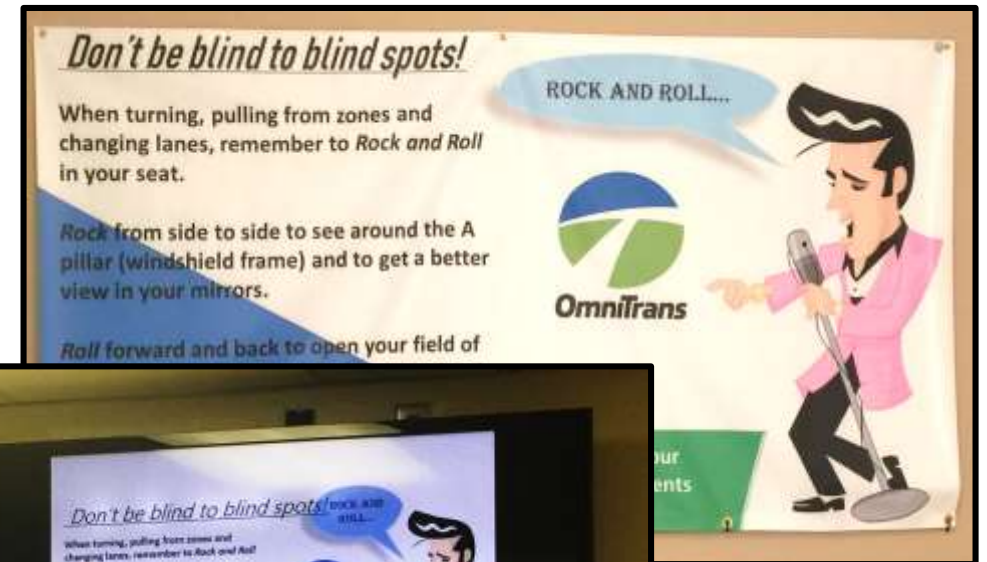 Don't be blind to blind spots!
When turning, pulling from zones and
changing lanes, remember to Rock and Roll
in your seat.
Rock from side to side to see around the A
pillar (windshield frame) and to get a better
view in your mirrors.
Roll forward and back to open your field of
ROCK AND ROLL...
OmniTrans
Don't be blind to blind spots!
ROCK AND
ROLL...
When turning, pulling from zones and
changing lanes, remember to Rock and Roll